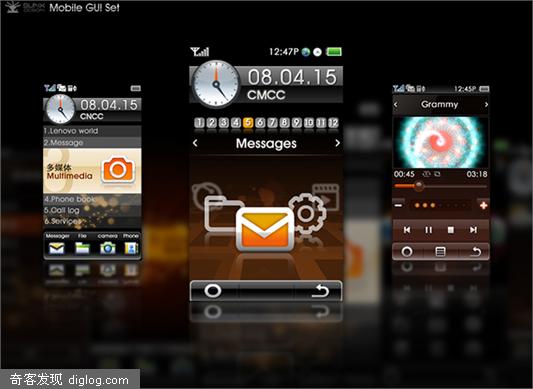 Mobile GUI Set
08.04.15
CNCC
1.Lenovo world
2.Message
多媒体
Multimedia
4.Phone book
5.Call log
6.Services
Messager File camera Phone
12:47P
08.04.15
CMCC
1 2 3 4 5 6 7 8 9 10 11 12
Messages
12:45P
Grammy
00:45 03:18
奇客发现 diglog.com